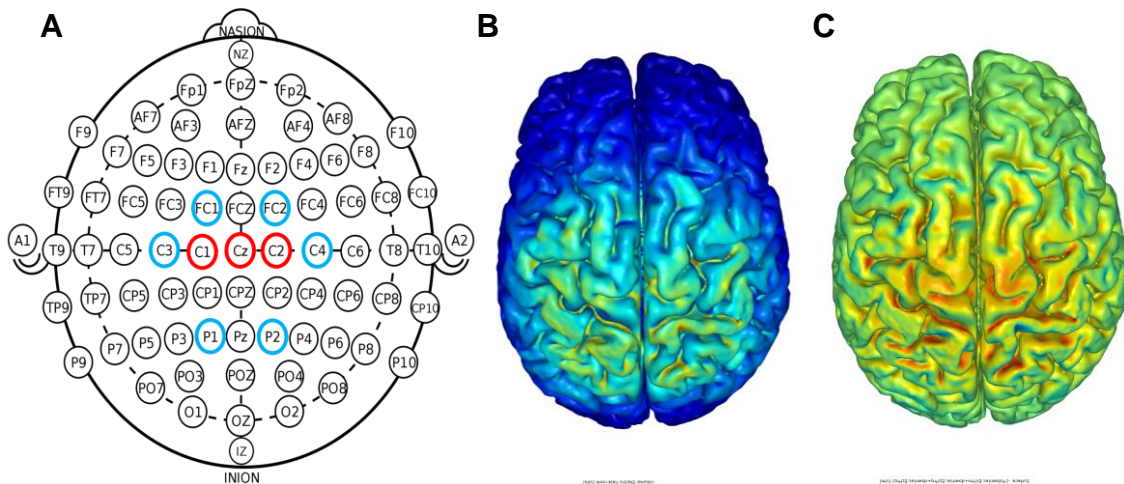 A
B
C
NASION
NZ
Fp1 FpZ Fp2
AF7 AF3 AFZ AF4 AF8
F9 F7 F5 F3 F1 Fz F2 F4 F6 F8 F10
FT9 FT7 FC5 FC3 FC1 FCZ FC2 FC4 FC6 FC8 FC10
A1 T9 T7 C5 C3 C1 Cz C2 C4 C6 T8 T10 A2
TP9 TP7 CP5 CP3 CP1 CPZ CP2 CP4 CP6 CP8 CP10
P9 P7 P5 P3 P1 Pz P2 P4 P6 P8 P10
PO7 PO3 POZ PO4 PO8
O1 OZ O2
IZ
INION